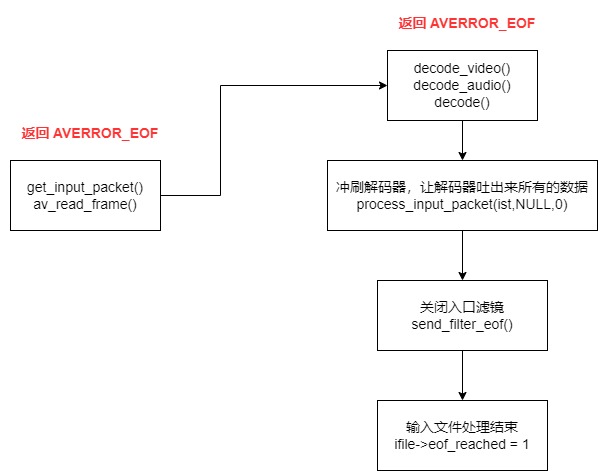 返回 AVERROR_EOF
get_input_packet()
av_read_frame()
返回 AVERROR_EOF
decode_video()
decode_audio()
decode()
冲刷解码器，让解码器吐出来所有的数据
process_input_packet(ist,NULL,0)
关闭入口滤镜
send_filter_eof()
输入文件处理结束
ifile->eof_reached = 1